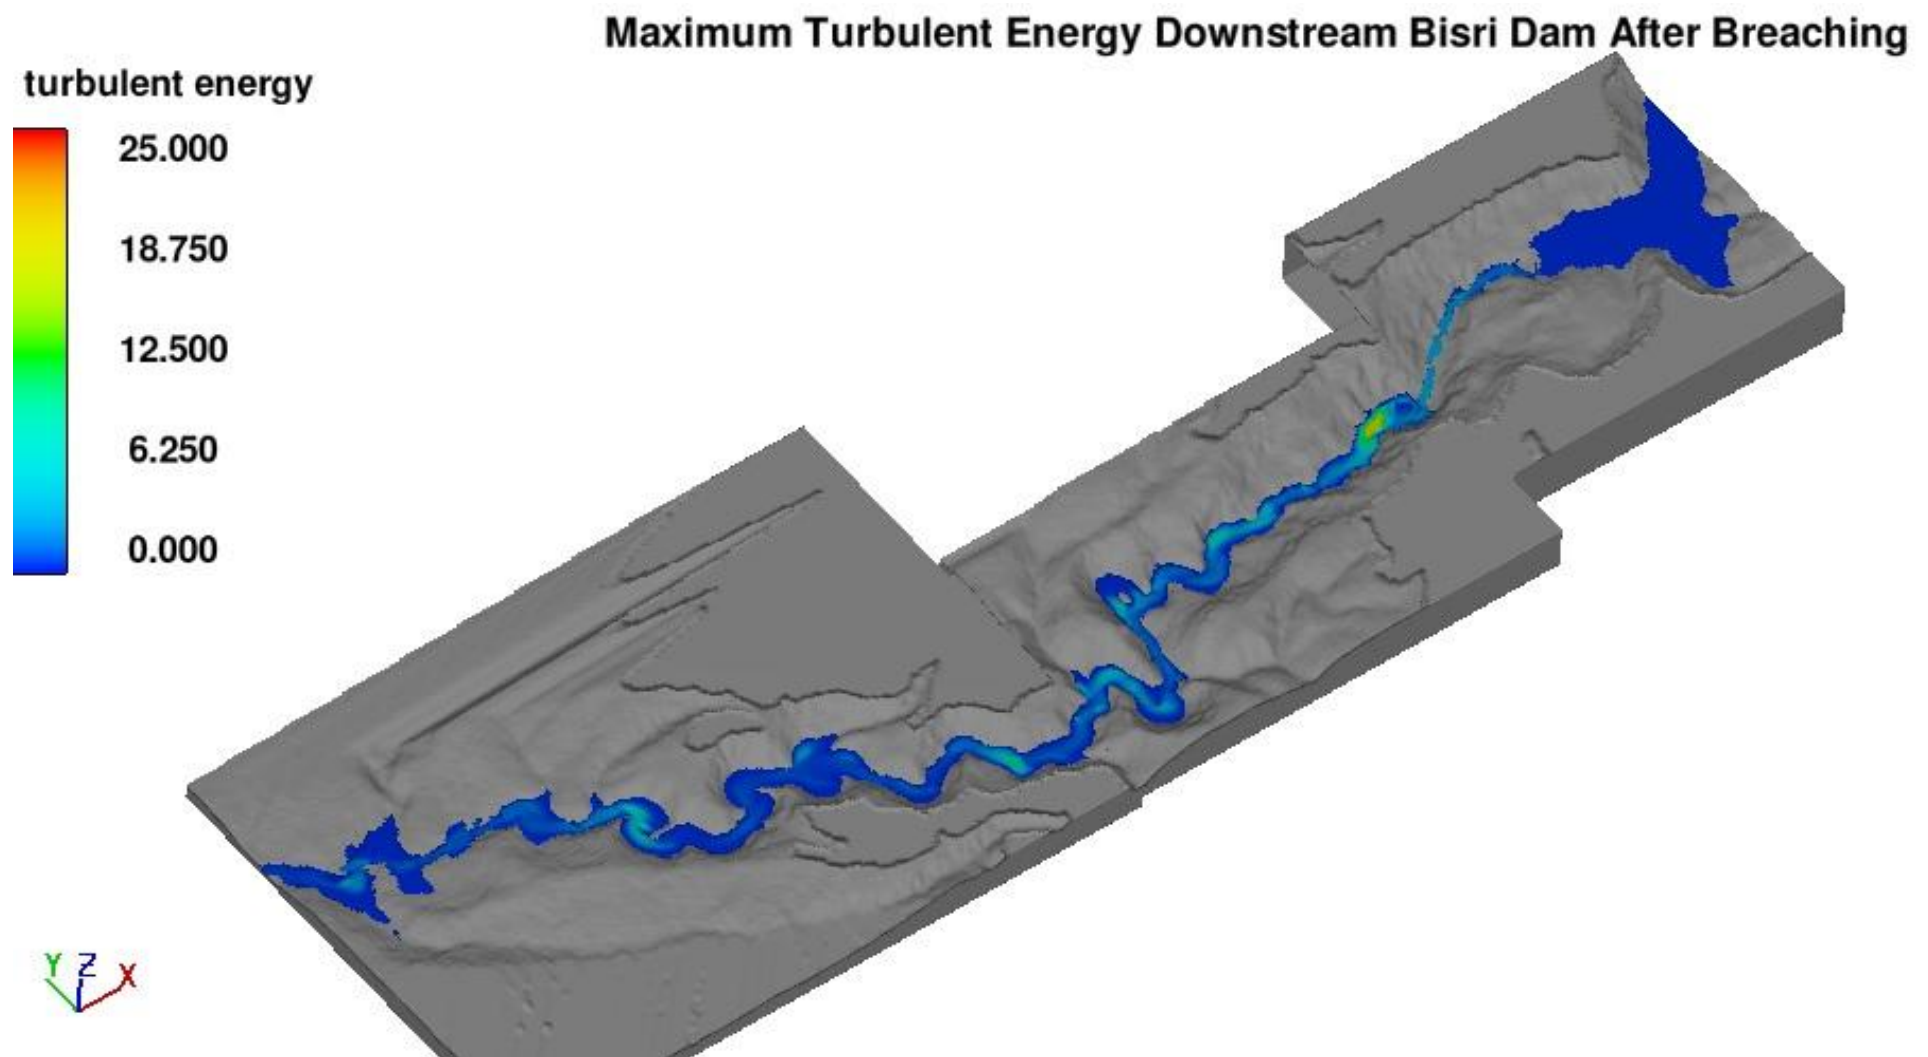 Maximum Turbulent Energy Downstream Bisri Dam After Breaching
turbulent energy
25.000
18.750
12.500
6.250
0.000
Y Z X